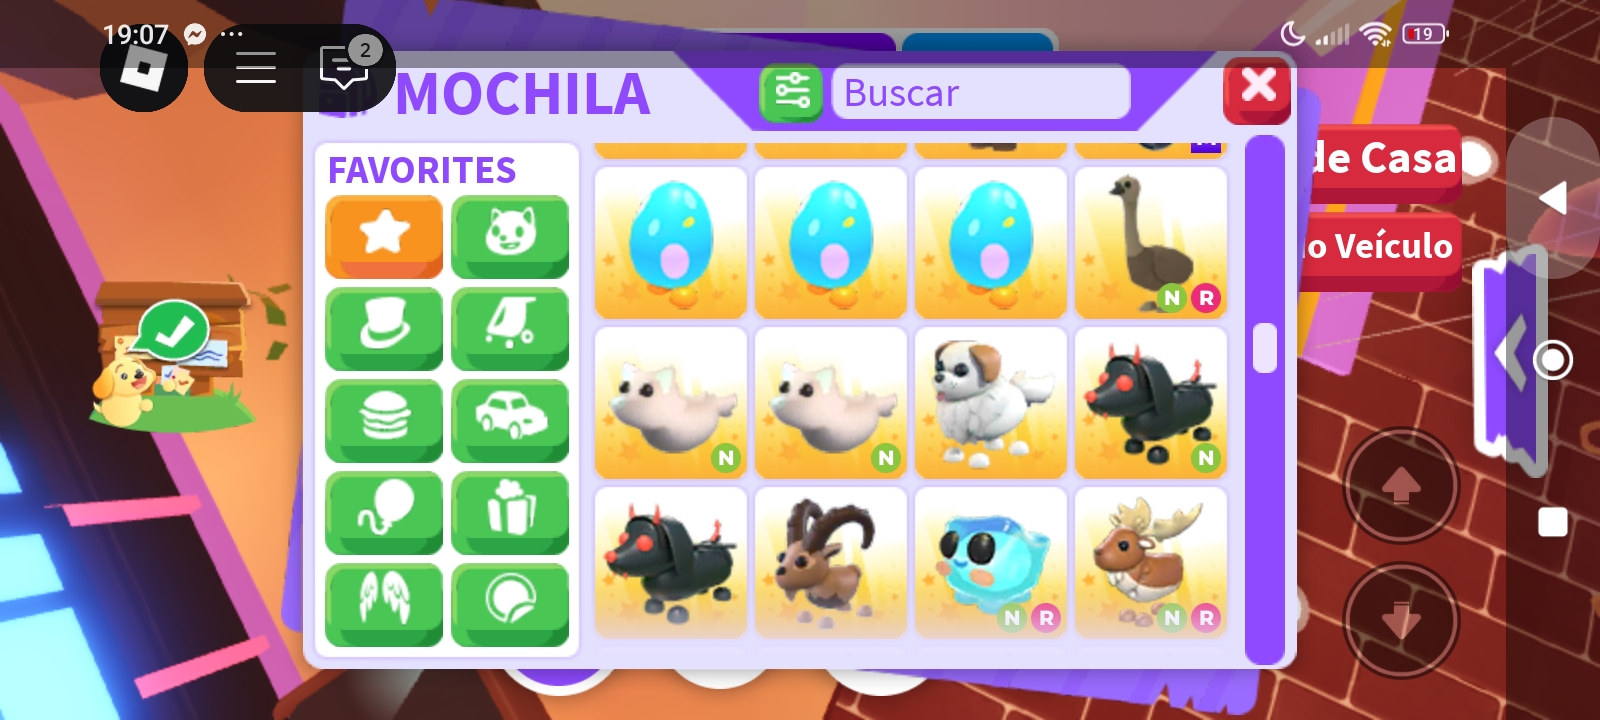 19:07
...
19
2
MOCHILA
Buscar
FAVORITES
de Casa
o Veículo
N R
N
N
N
N R
N R